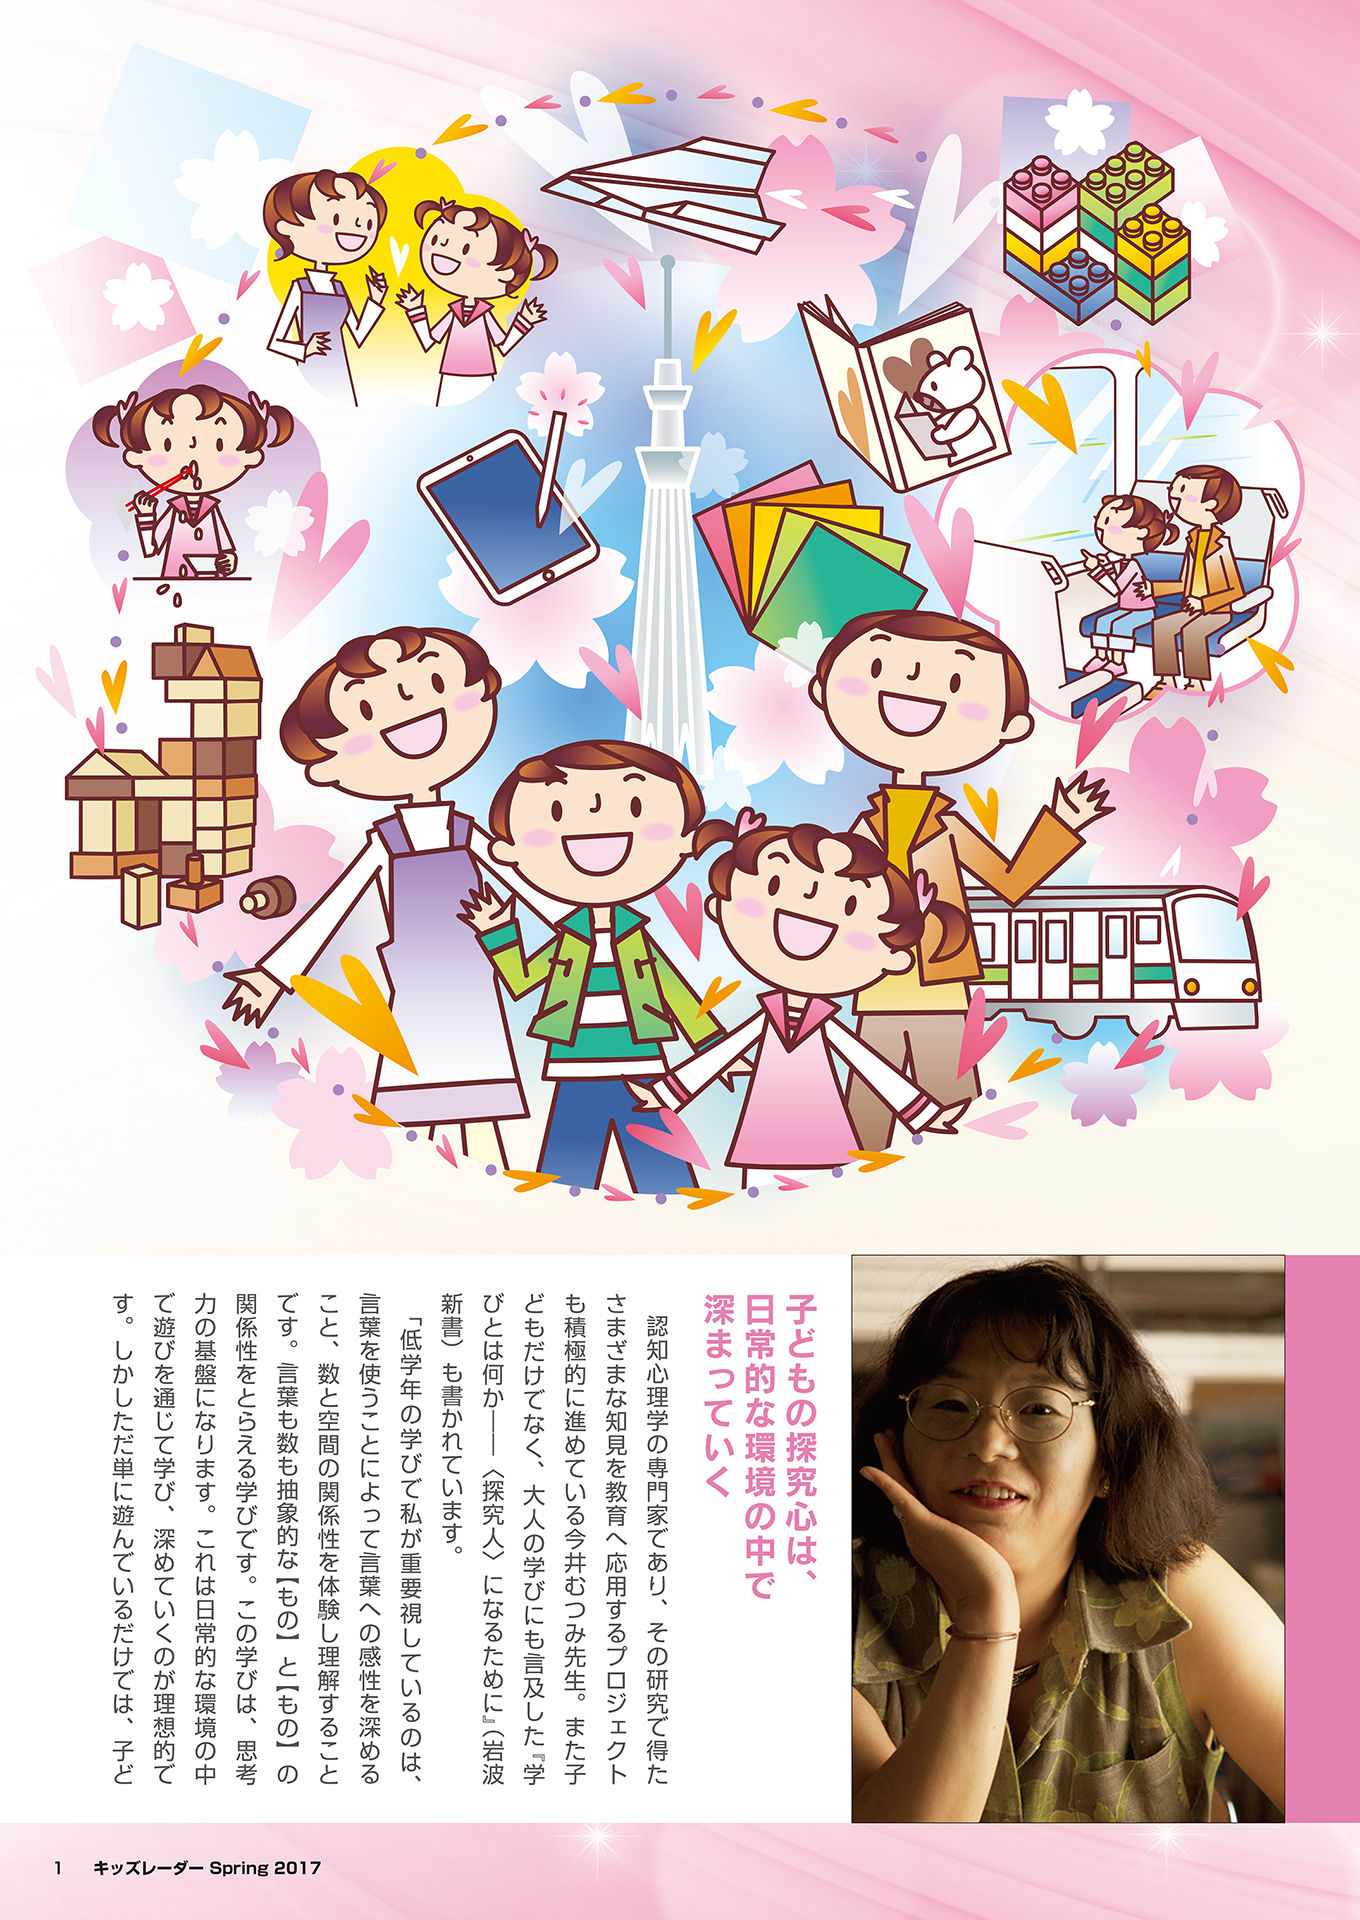 子どもの探究心は、
日常的な環境の中で
深まっていく
認知心理学の専門家であり、その研究で得た
さまざまな知見を教育へ応用するプロジェクト
も積極的に進めている今井むつみ先生。また子
どもだけでなく、大人の学びにも言及した『学
びとは何か――〈探究人〉になるために』（岩波
新書）も書かれています。
「低学年の学びで私が重要視しているのは、
言葉を使うことによって言葉への感性を深める
こと、数と空間の関係性を体験し理解すること
です。言葉も数も抽象的な【もの】と【もの】の
関係性をとらえる学びです。この学びは、思考
力の基盤になります。これは日常的な環境の中
で遊びを通じて学び、深めていくのが理想的で
す。しかしただ単に遊んでいるだけでは、子ど
1 キッズレーダー Spring 2017